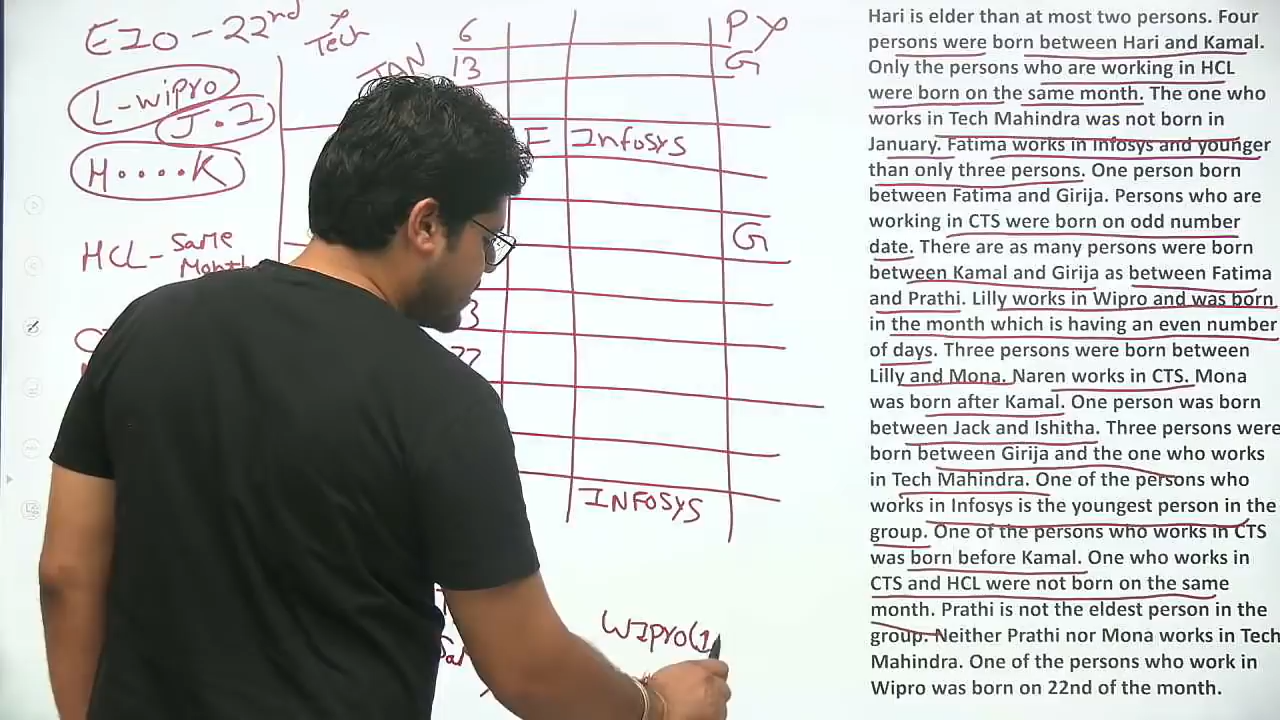 EIO - 22nd
P
Tech
L-wipro
J.I
H....K
HCL - Same
Month
JAN
6
13
P
G
F
Infosys
G
3
22
INFOSYS
Wipro(1
Hari is elder than at most two persons. Four
persons were born between Hari and Kamal.
Only the persons who are working in HCL
were born on the same month. The one who
works in Tech Mahindra was not born in
January. Fatima works in Infosys and younger
than only three persons. One person born
between Fatima and Girija. Persons who are
working in CTS were born on odd number
date. There are as many persons were born
between Kamal and Girija as between Fatima
and Prathi. Lilly works in Wipro and was born
in the month which is having an even number
of days. Three persons were born between
Lilly and Mona. Naren works in CTS. Mona
was born after Kamal. One person was born
between Jack and Ishitha. Three persons were
born between Girija and the one who works
in Tech Mahindra. One of the persons who
works in Infosys is the youngest person in the
group. One of the persons who works in CTS
was born before Kamal. One who works in
CTS and HCL were not born on the same
month. Prathi is not the eldest person in the
group. Neither Prathi nor Mona works in Tech
Mahindra. One of the persons who work in
Wipro was born on 22nd of the month.